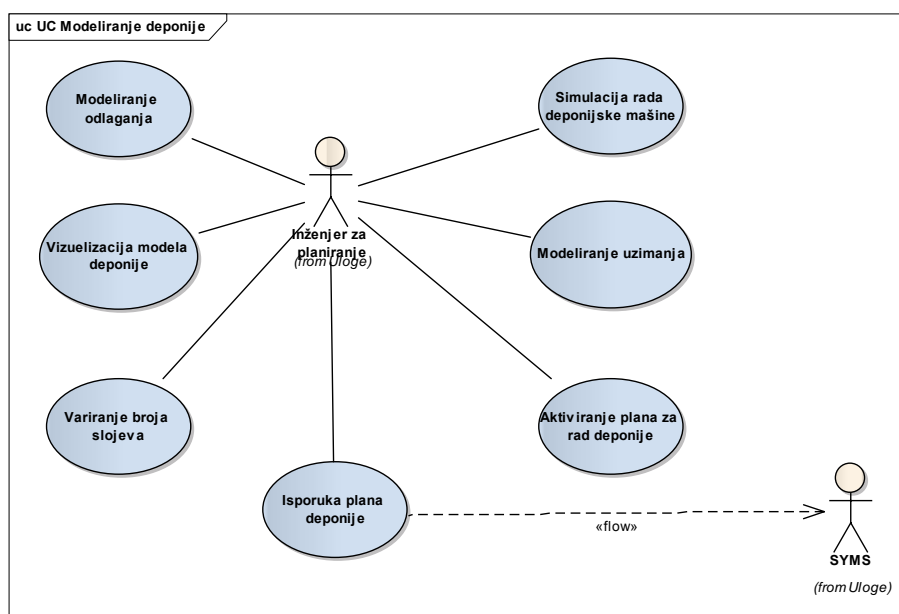 uc UC Modeliranje deponije
Modeliranje
odlaganja
Simulacija rada
deponijske mašine
Inženjer za
planiranje
(from Uloge)
Vizuelizacija modela
deponije
Modeliranje uzimanja
Variranje broja
slojeva
Aktiviranje plana za
rad deponije
Isporuka plana
deponije
«flow»
SYMS
(from Uloge)